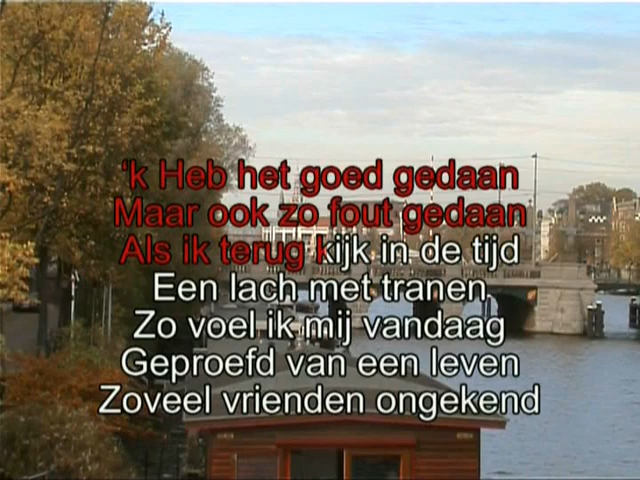 'k Heb het goed gedaan
Maar ook zo fout gedaan
Als ik terug kijk in de tijd
Een lach met tranen
Zo voel ik mij vandaag
Geproefd van een leven
Zoveel vrienden ongekend